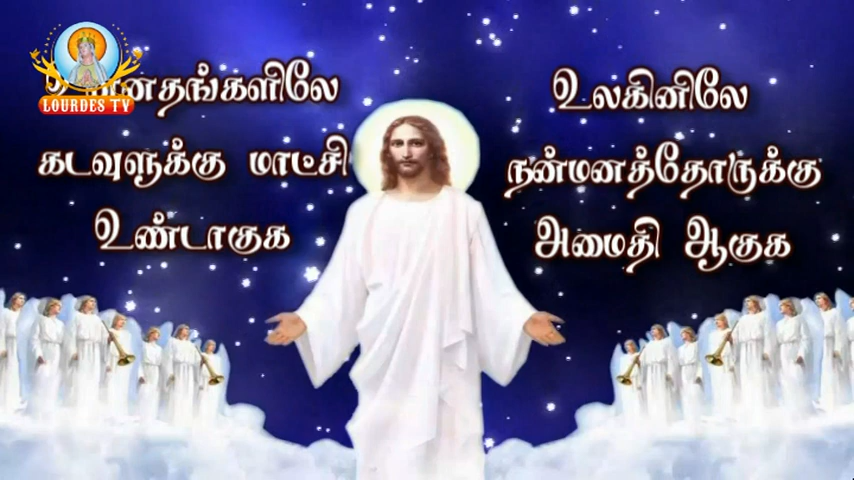 LOURDES TV
கடவுளுக்கு மாட்சி
உண்டாகுக
உலகினிலே
நன்மனத்தோருக்கு
அமைதி ஆகுக